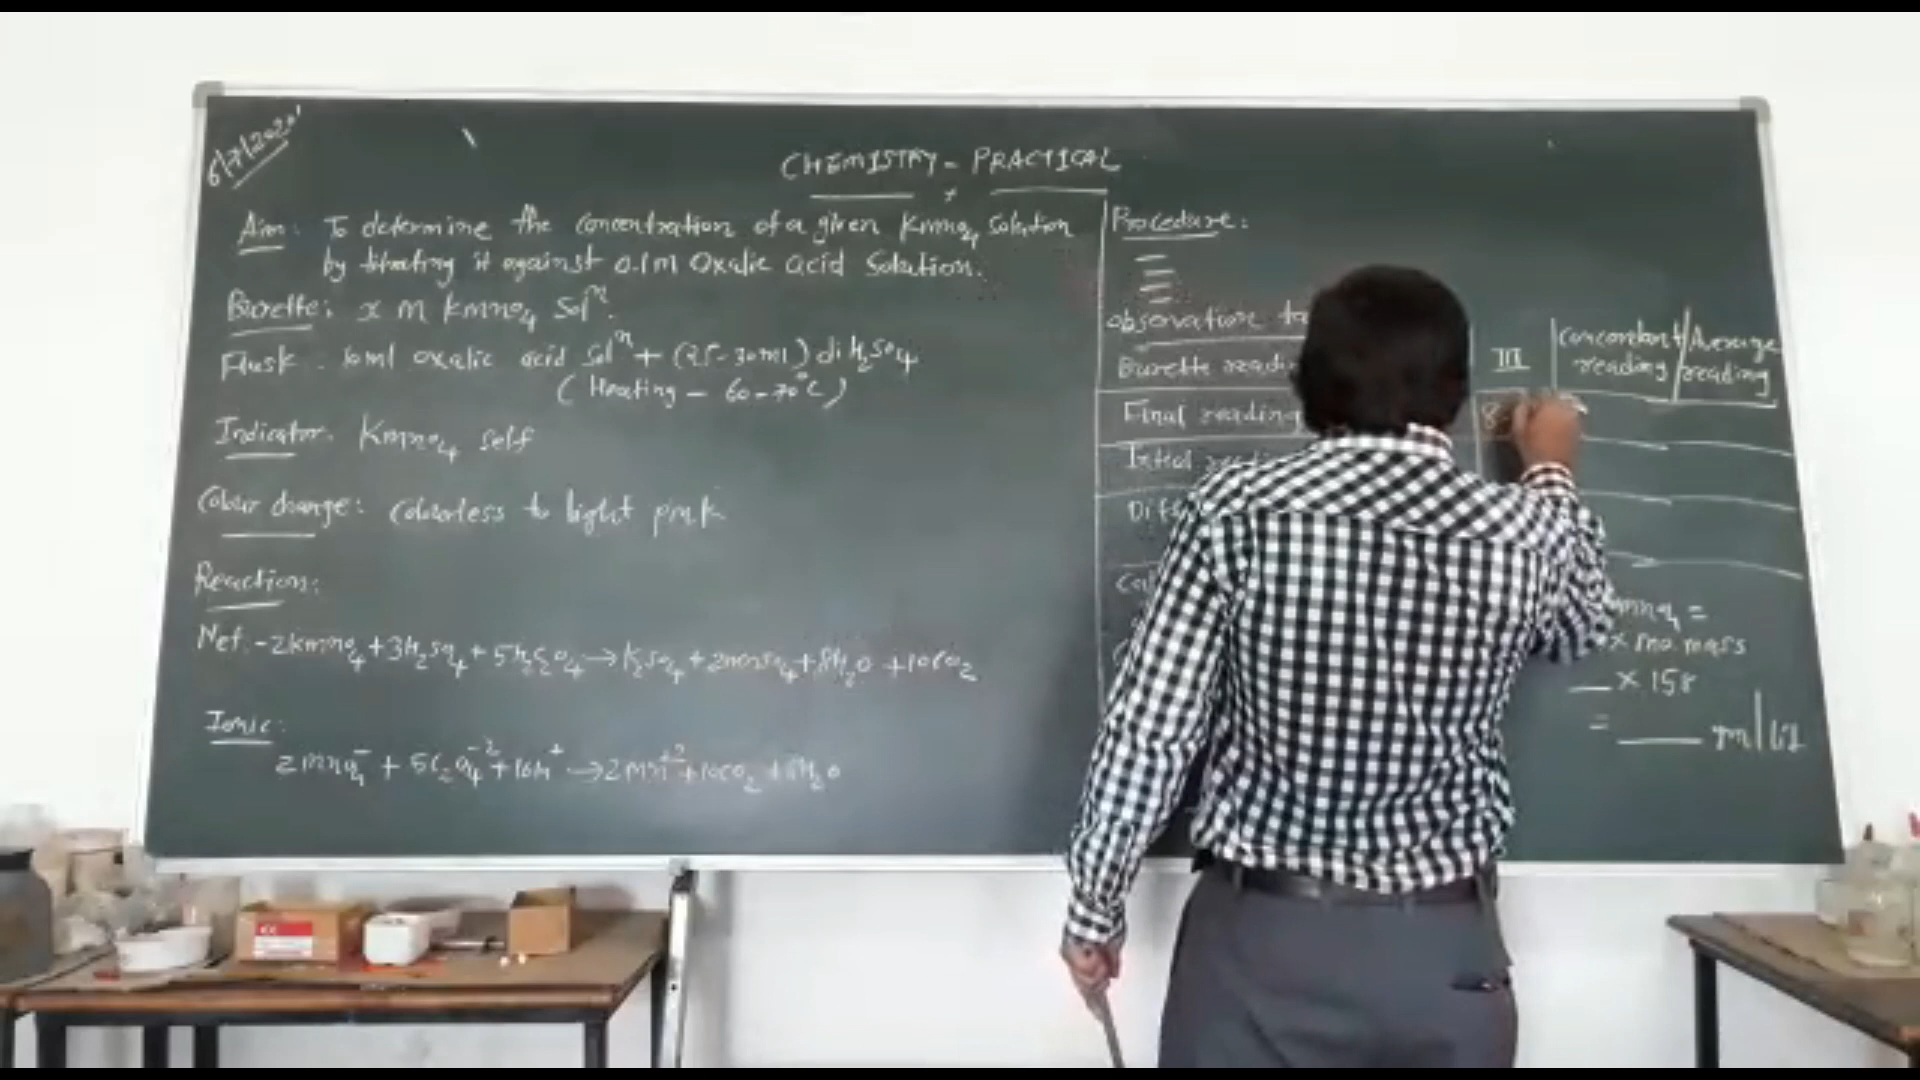 6/7/2021
CHEMISTRY - PRACTICAL
Aim: To determine the concentration of a given KMnO4 solution
by titrating it against 0.1M Oxalic acid Solution.
Burette: x M KMnO4 Solⁿ.
Flask. 10ml oxalic acid Solⁿ + (25-30ml) dil H2SO4
(Heating - 60-70°C)
Indicator. KMnO4 self
Colour change: Colourless to light pink
Reaction:
Net. - 2KMnO4 + 3H2SO4 + 5H2C2O4 → K2SO4 + 2MnSO4 + 8H2O + 10CO2
Ionic:
2MnO4⁻ + 5C2O4⁻² + 16H⁺ → 2Mn⁺² + 10CO2 + 8H2O
Procedure:
Observation
Burette III Concordant reading Average reading
Final reading 8
=
× mo. mass
__ × 158
= ____ m/lit